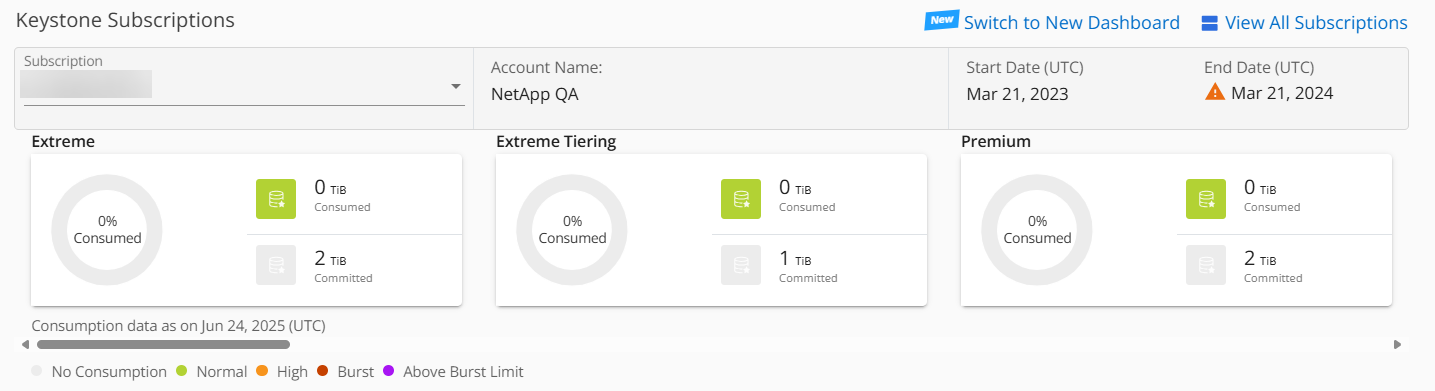 Keystone Subscriptions
New Switch to New Dashboard View All Subscriptions
Subscription
Account Name:
NetApp QA
Start Date (UTC)
Mar 21, 2023
End Date (UTC)
Mar 21, 2024
Extreme
0%
Consumed
0 TiB
Consumed
2 TiB
Committed
Extreme Tiering
0%
Consumed
0 TiB
Consumed
1 TiB
Committed
Premium
0%
Consumed
0 TiB
Consumed
2 TiB
Committed
Consumption data as on Jun 24, 2025 (UTC)
No Consumption Normal High Burst Above Burst Limit